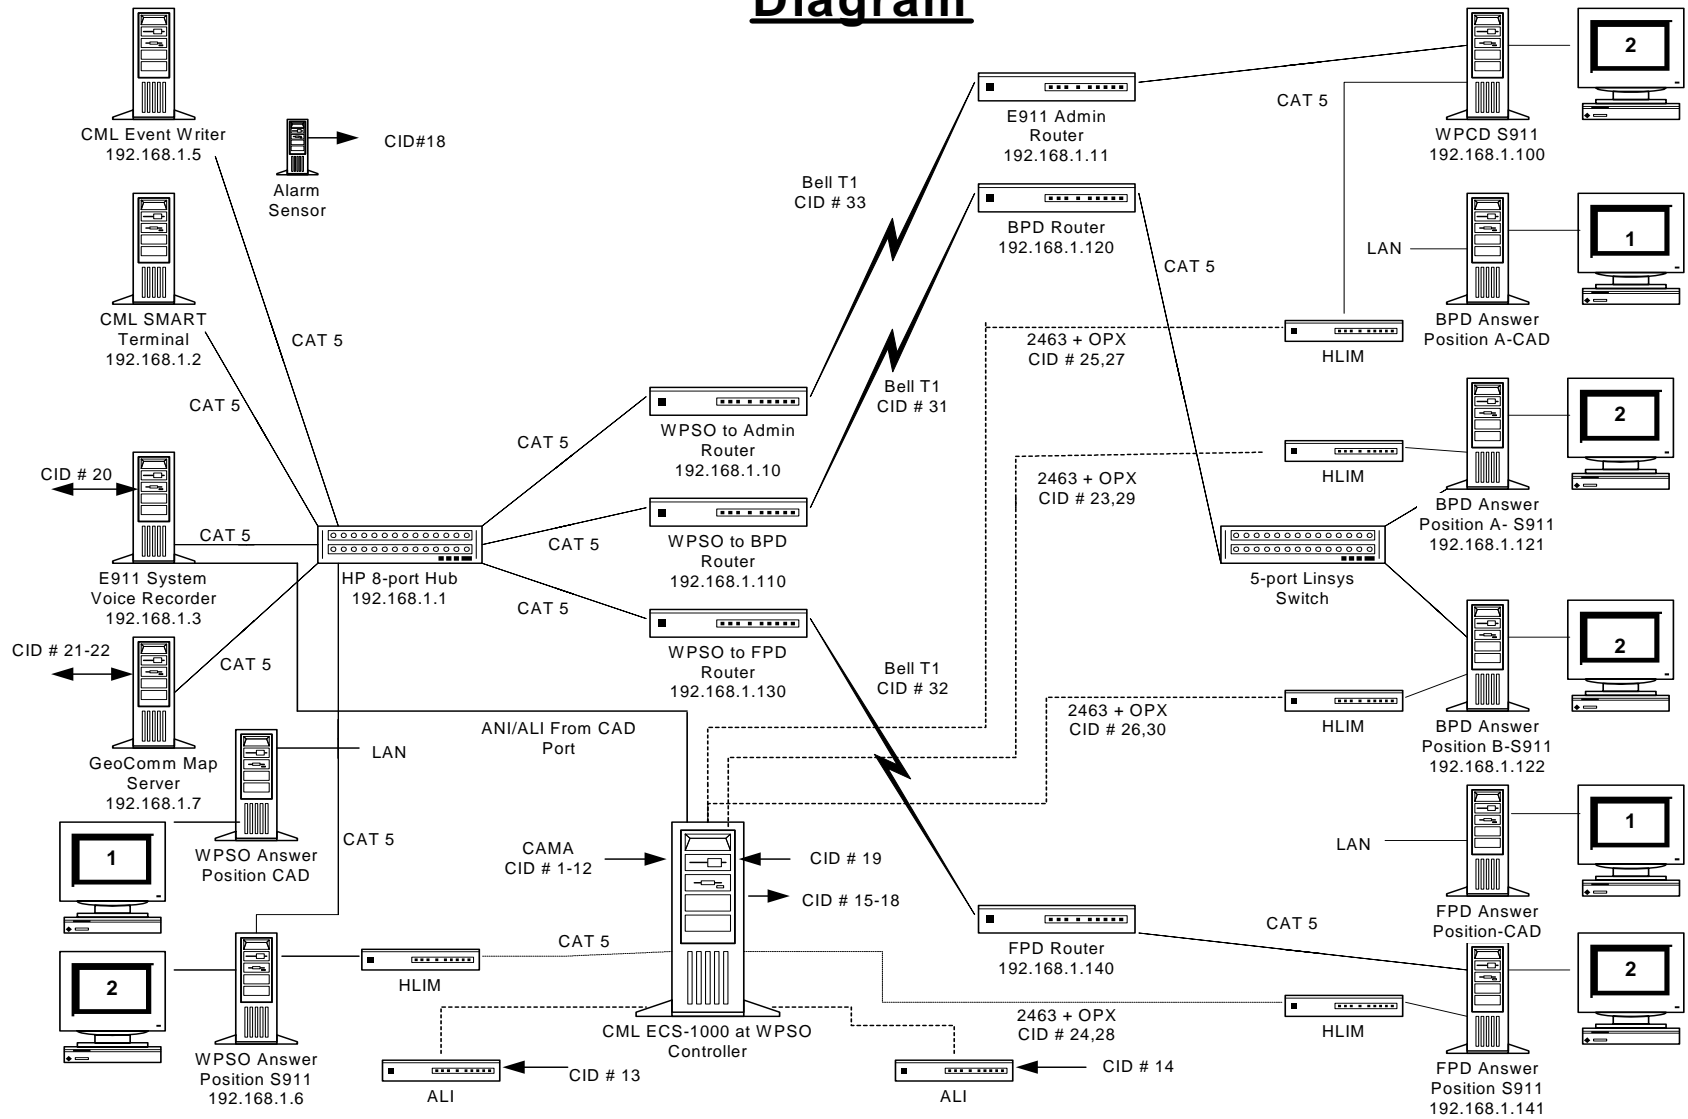 Diagram
CML Event Writer
192.168.1.5
CID#18
Alarm
Sensor
CML SMART
Terminal
192.168.1.2
CAT 5
CAT 5
CID # 20
CAT 5
E911 System
Voice Recorder
192.168.1.3
HP 8-port Hub
192.168.1.1
CID # 21-22
CAT 5
GeoComm Map
Server
192.168.1.7
LAN
CAT 5
WPSO Answer
Position CAD
1
2
WPSO Answer
Position S911
192.168.1.6
HLIM
CAT 5
CAT 5
WPSO to Admin
Router
192.168.1.10
CAT 5
WPSO to BPD
Router
192.168.1.110
CAT 5
WPSO to FPD
Router
192.168.1.130
Bell T1
CID # 33
Bell T1
CID # 31
Bell T1
CID # 32
ANI/ALI From CAD
Port
CAMA
CID # 1-12
CID # 19
CID # 15-18
CML ECS-1000 at WPSO
Controller
CID # 13
ALI
CID # 14
ALI
E911 Admin
Router
192.168.1.11
BPD Router
192.168.1.120
CAT 5
CAT 5
2463 + OPX
CID # 25,27
HLIM
2463 + OPX
CID # 23,29
HLIM
5-port Linsys
Switch
2463 + OPX
CID # 26,30
HLIM
FPD Router
192.168.1.140
CAT 5
2463 + OPX
CID # 24,28
HLIM
2
WPCD S911
192.168.1.100
LAN
1
BPD Answer
Position A-CAD
2
BPD Answer
Position A- S911
192.168.1.121
2
BPD Answer
Position B-S911
192.168.1.122
LAN
1
FPD Answer
Position-CAD
2
FPD Answer
Position S911
192.168.1.141